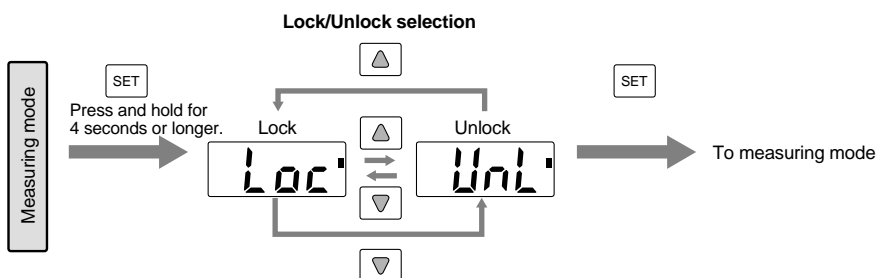 Lock/Unlock selection
SET
SET
Measuring mode
Press and hold for
4 seconds or longer.
Lock
Unlock
Loc
UnL
To measuring mode